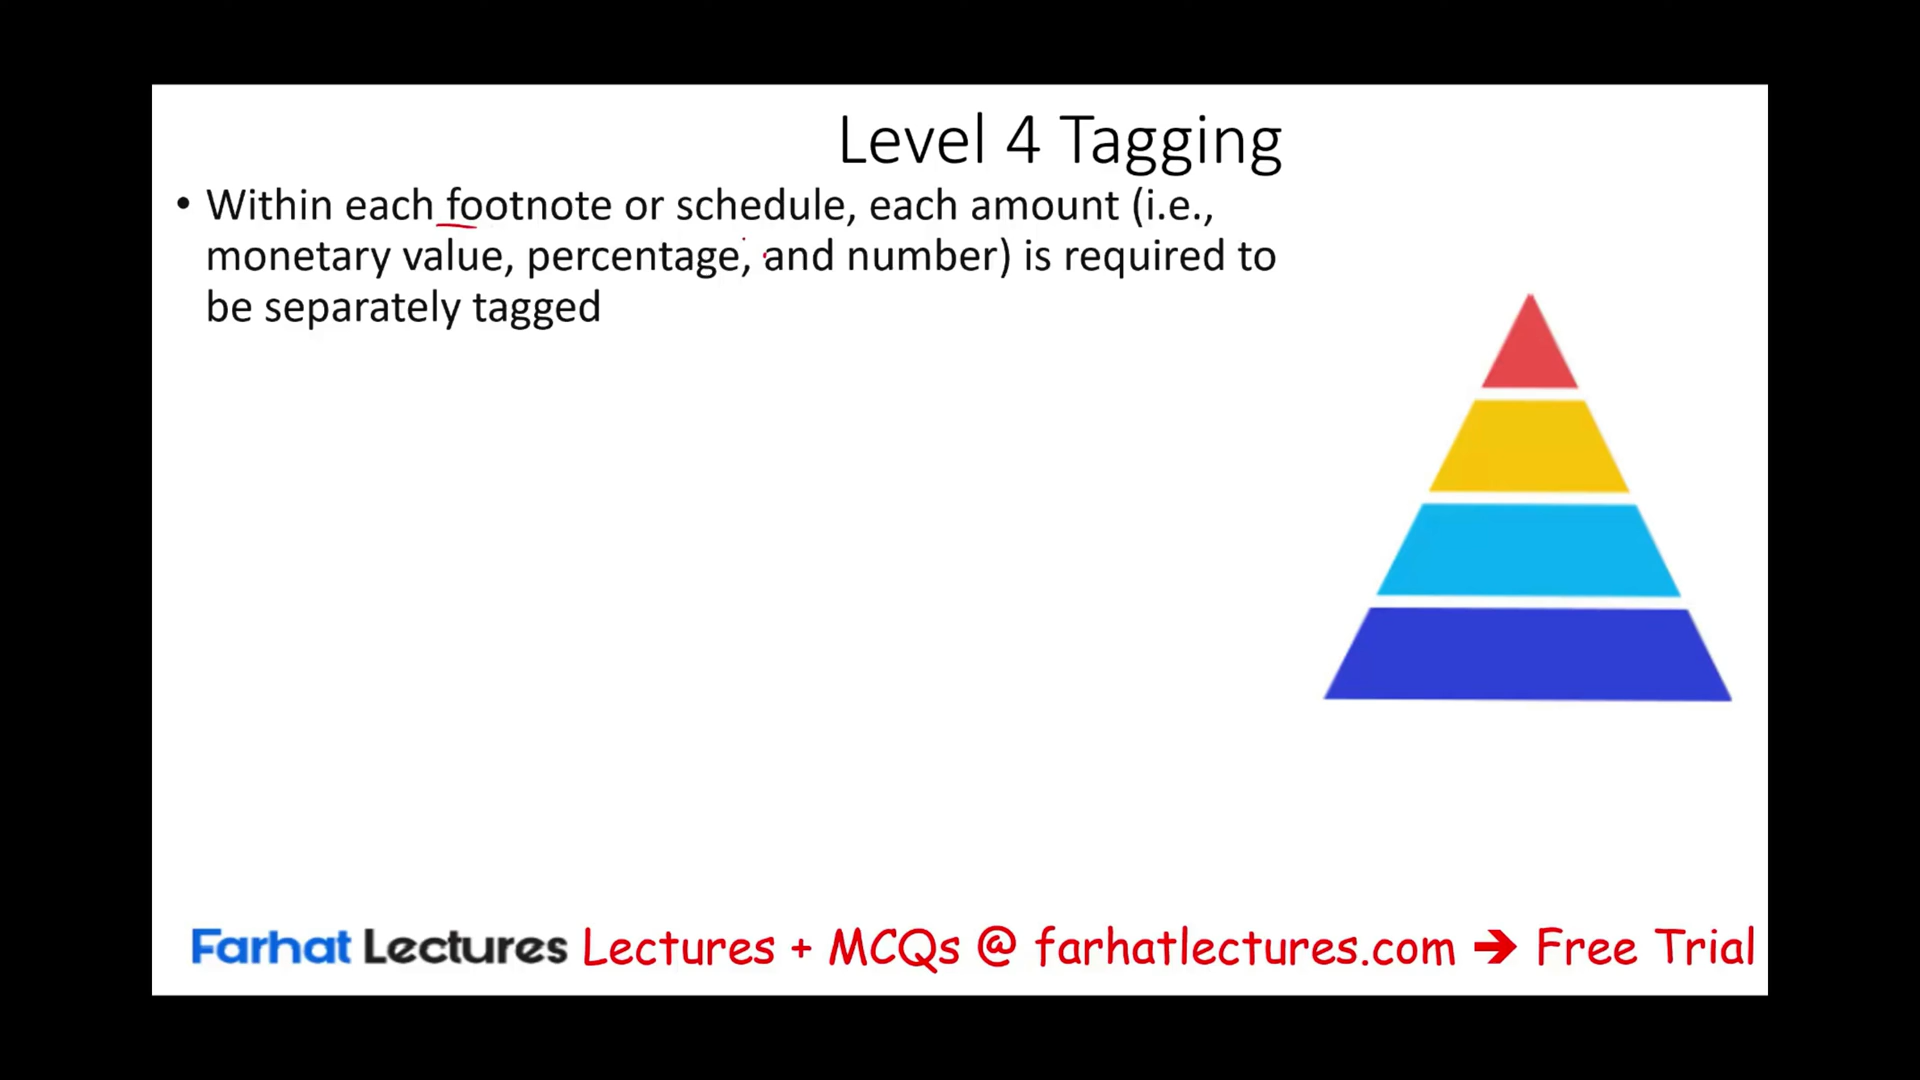 Level 4 Tagging
• Within each footnote or schedule, each amount (i.e.,
monetary value, percentage, and number) is required to
be separately tagged
Farhat Lectures Lectures + MCQs @ farhatlectures.com ➔ Free Trial